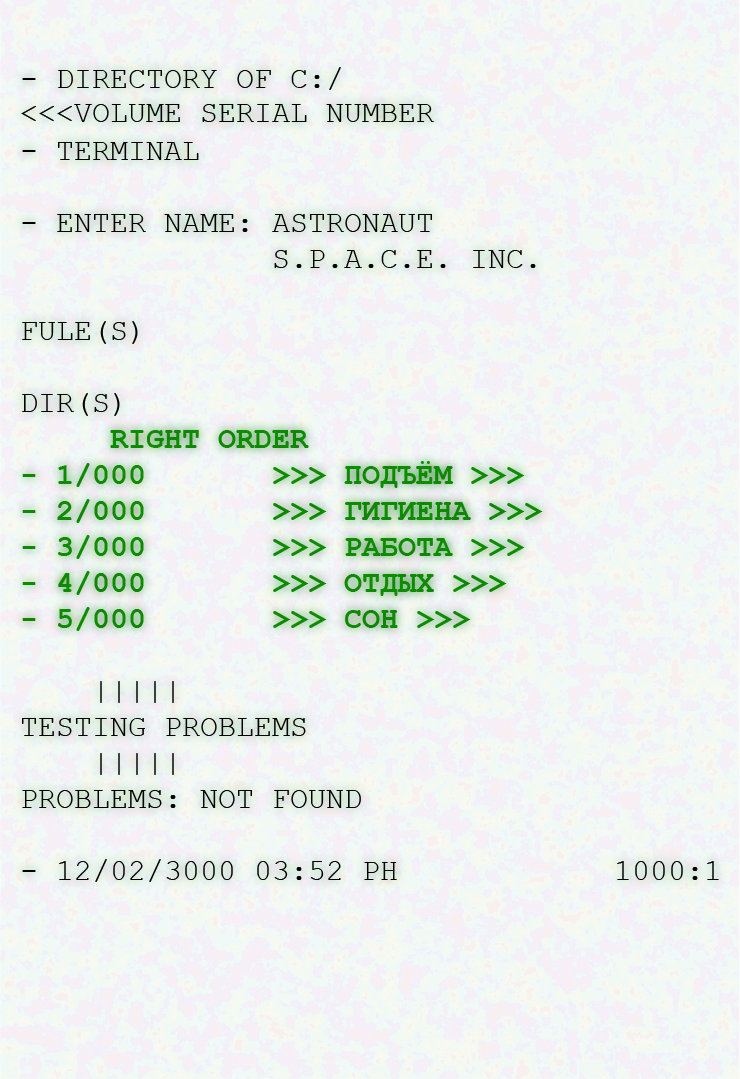 - DIRECTORY OF C:/
<<<VOLUME SERIAL NUMBER
- TERMINAL
- ENTER NAME: ASTRONAUT
S.P.A.C.E. INC.
FULE(S)
DIR(S)
RIGHT ORDER
- 1/000 >>> ПОДЪЁМ >>>
- 2/000 >>> ГИГИЕНА >>>
- 3/000 >>> РАБОТА >>>
- 4/000 >>> ОТДЫХ >>>
- 5/000 >>> СОН >>>
|||||
TESTING PROBLEMS
|||||
PROBLEMS: NOT FOUND
- 12/02/3000 03:52 PH 1000:1